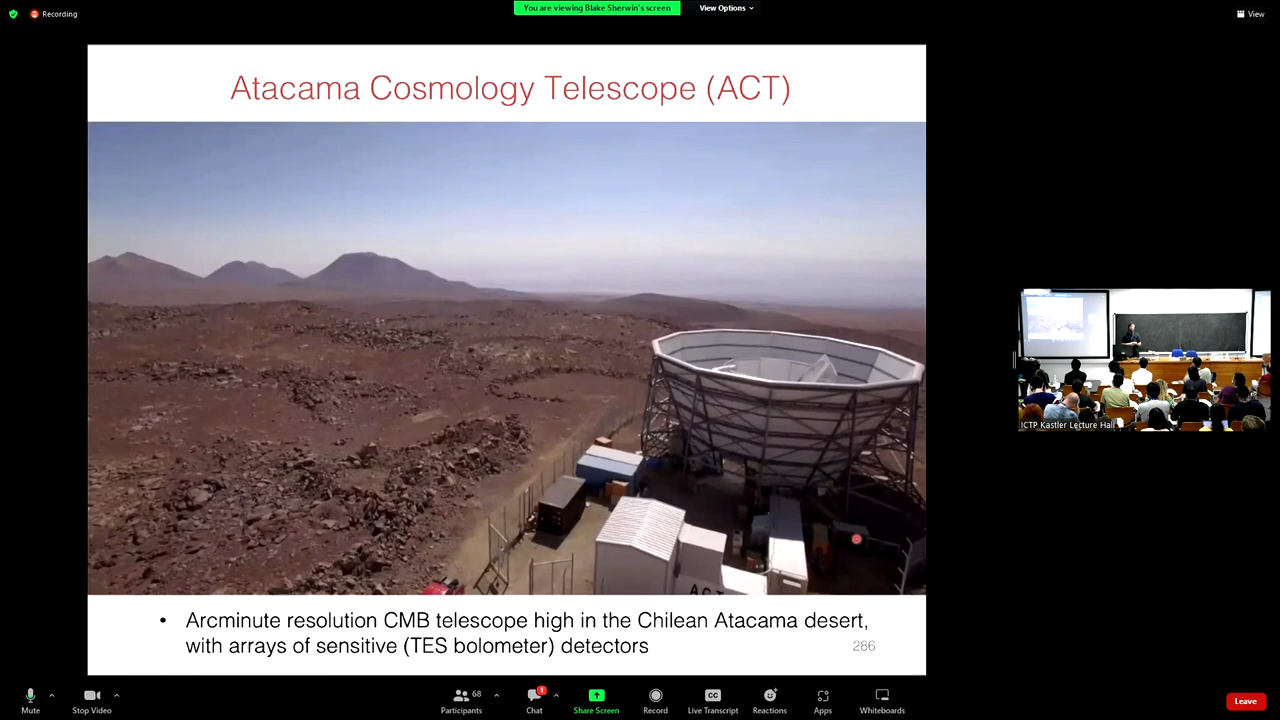 Recording
You are viewing Blake Sherwin's screen
View Options
View
Atacama Cosmology Telescope (ACT)
ACT
• Arcminute resolution CMB telescope high in the Chilean Atacama desert,
with arrays of sensitive (TES bolometer) detectors
286
ICTP Kastler Lecture Hall
Mute
Stop Video
68
Participants
1
Chat
Share Screen
Record
CC
Live Transcript
Reactions
Apps
Whiteboards
Leave